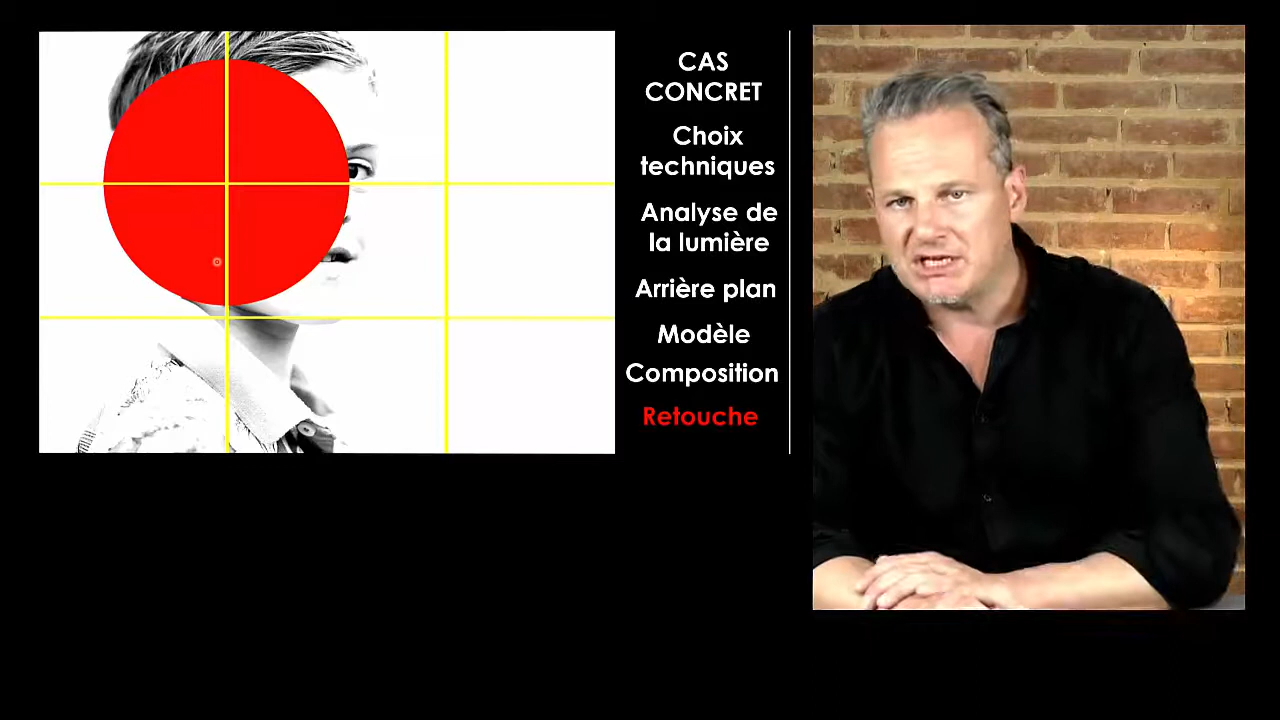 CAS
CONCRET
Choix
techniques
Analyse de
la lumière
Arrière plan
Modèle
Composition
Retouche